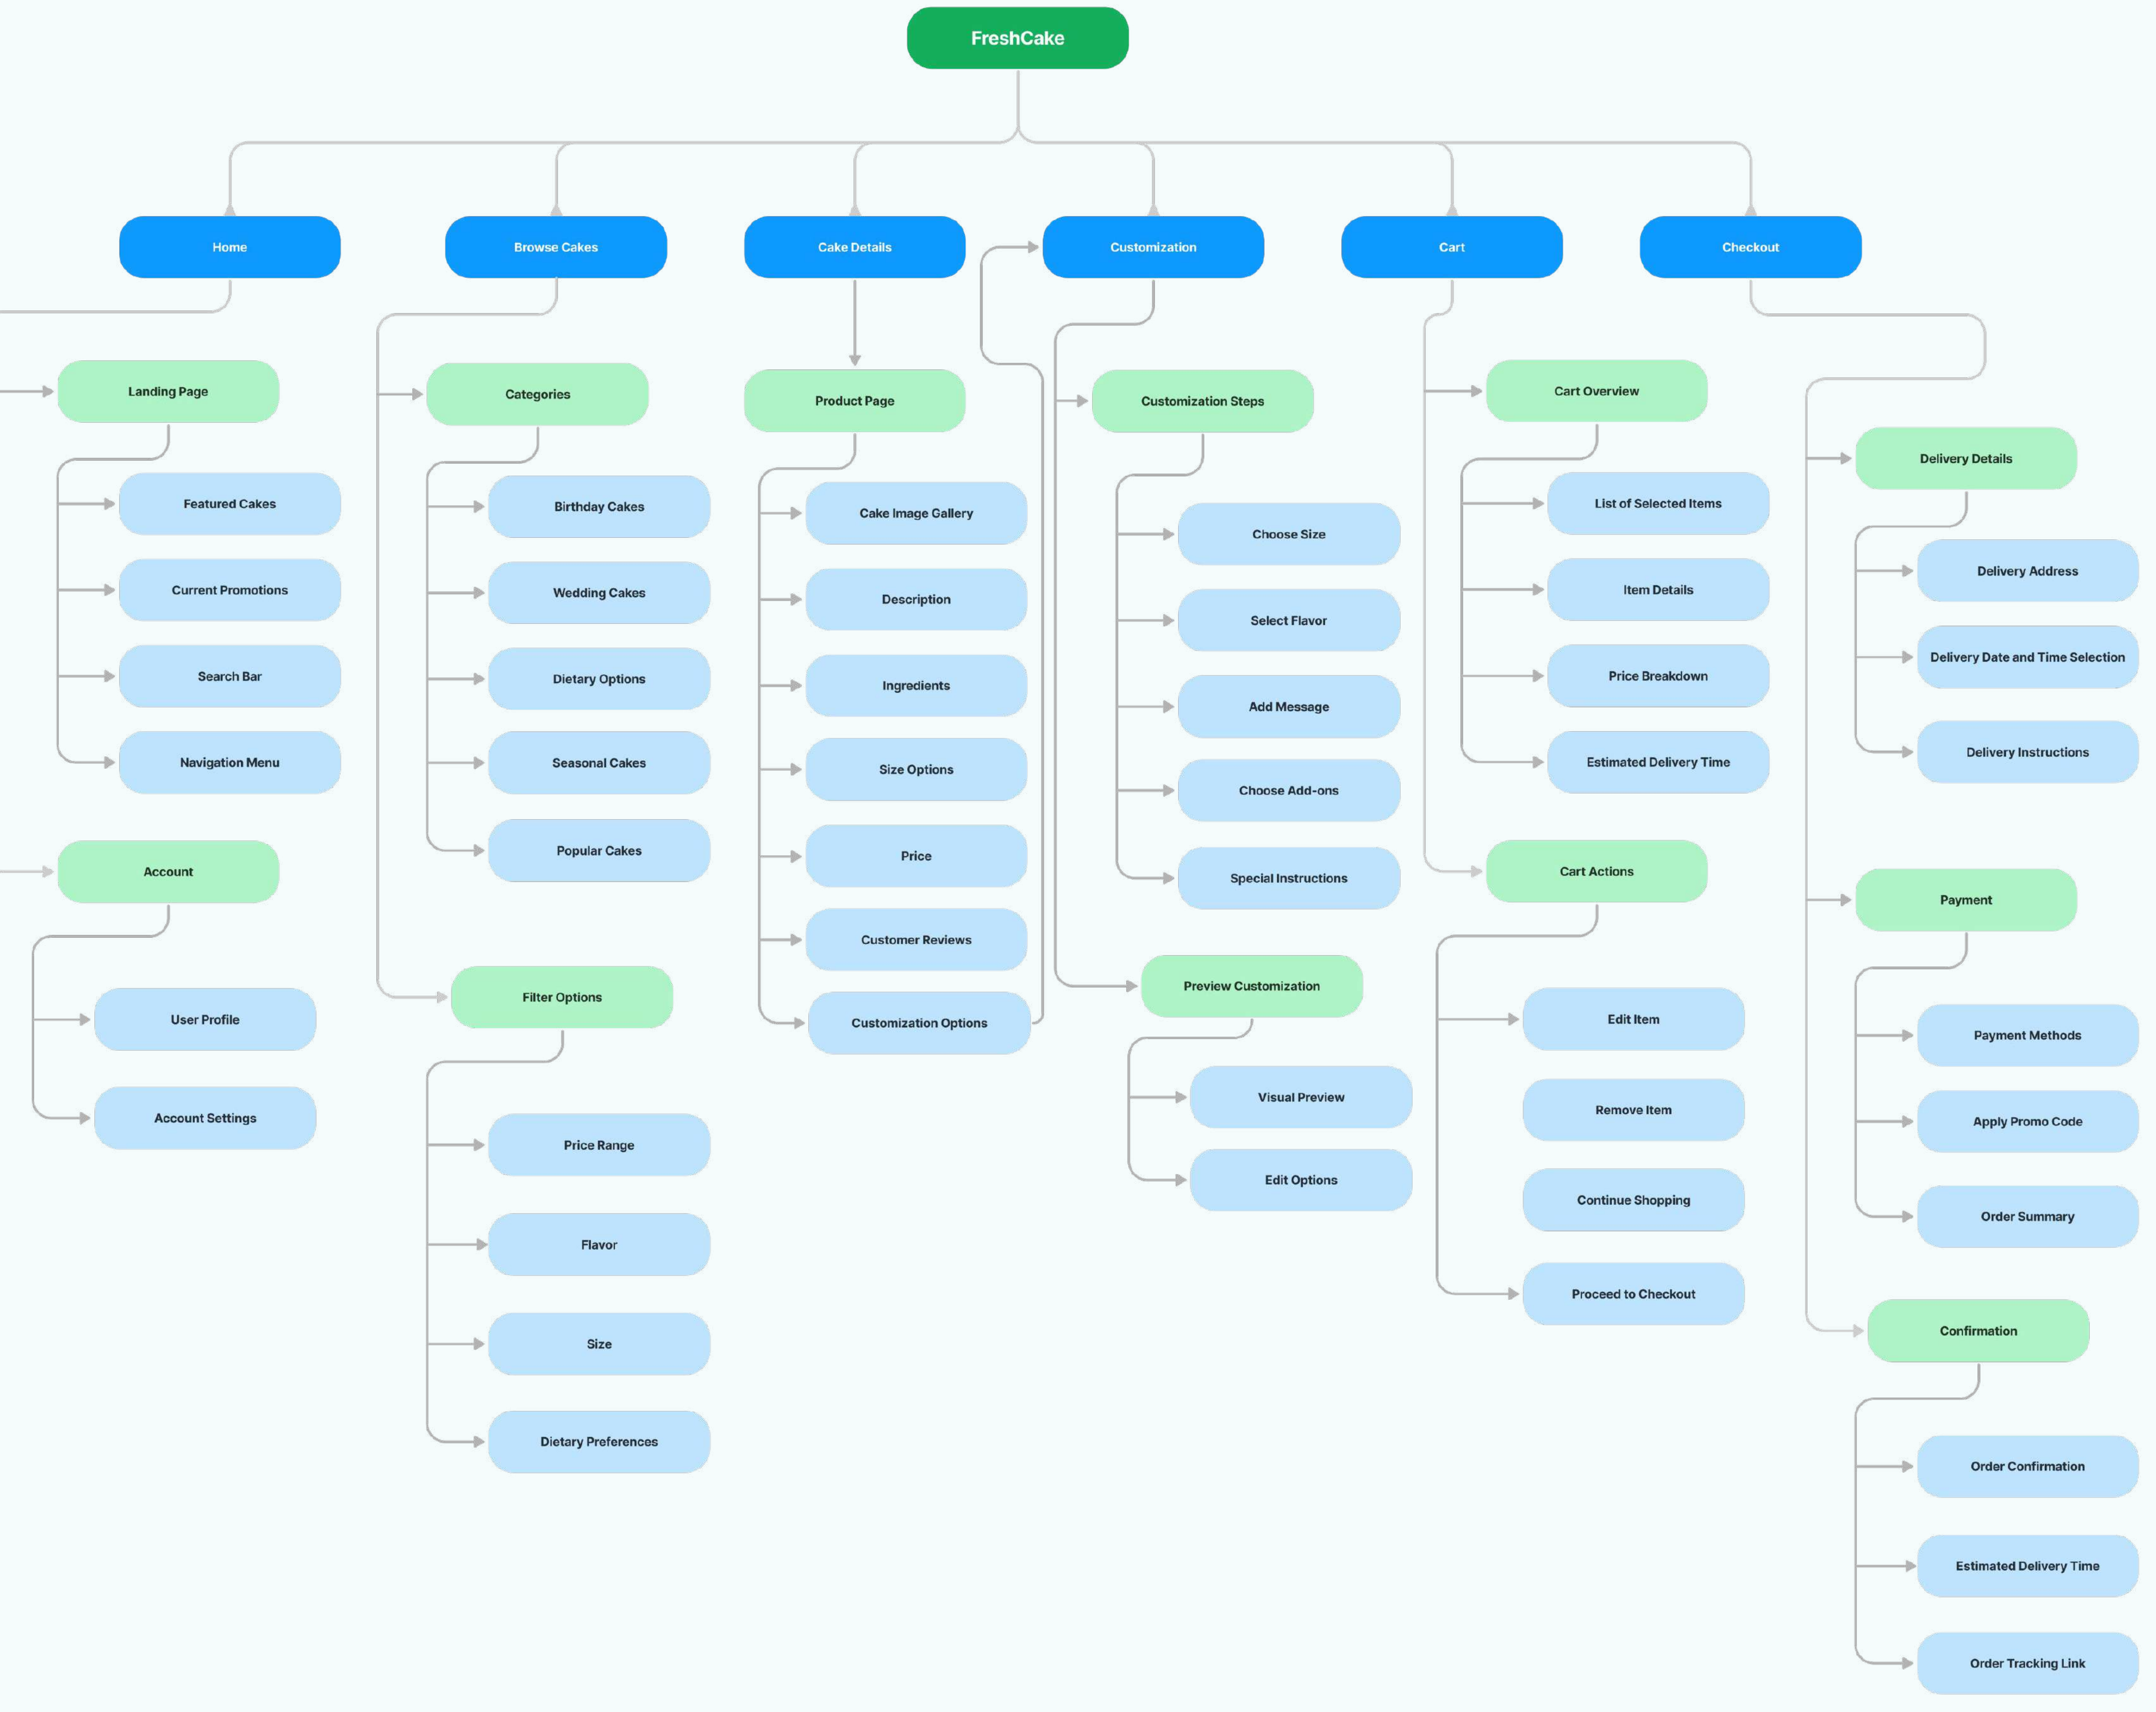 FreshCake
Home
Browse Cakes
Cake Details
Customization
Cart
Checkout
Landing Page
Featured Cakes
Current Promotions
Search Bar
Navigation Menu
Account
User Profile
Account Settings
Categories
Birthday Cakes
Wedding Cakes
Dietary Options
Seasonal Cakes
Popular Cakes
Filter Options
Price Range
Flavor
Size
Dietary Preferences
Product Page
Cake Image Gallery
Description
Ingredients
Size Options
Price
Customer Reviews
Customization Options
Customization Steps
Choose Size
Select Flavor
Add Message
Choose Add-ons
Special Instructions
Preview Customization
Visual Preview
Edit Options
Cart Overview
List of Selected Items
Item Details
Price Breakdown
Estimated Delivery Time
Cart Actions
Edit Item
Remove Item
Continue Shopping
Proceed to Checkout
Delivery Details
Delivery Address
Delivery Date and Time Selection
Delivery Instructions
Payment
Payment Methods
Apply Promo Code
Order Summary
Confirmation
Order Confirmation
Estimated Delivery Time
Order Tracking Link